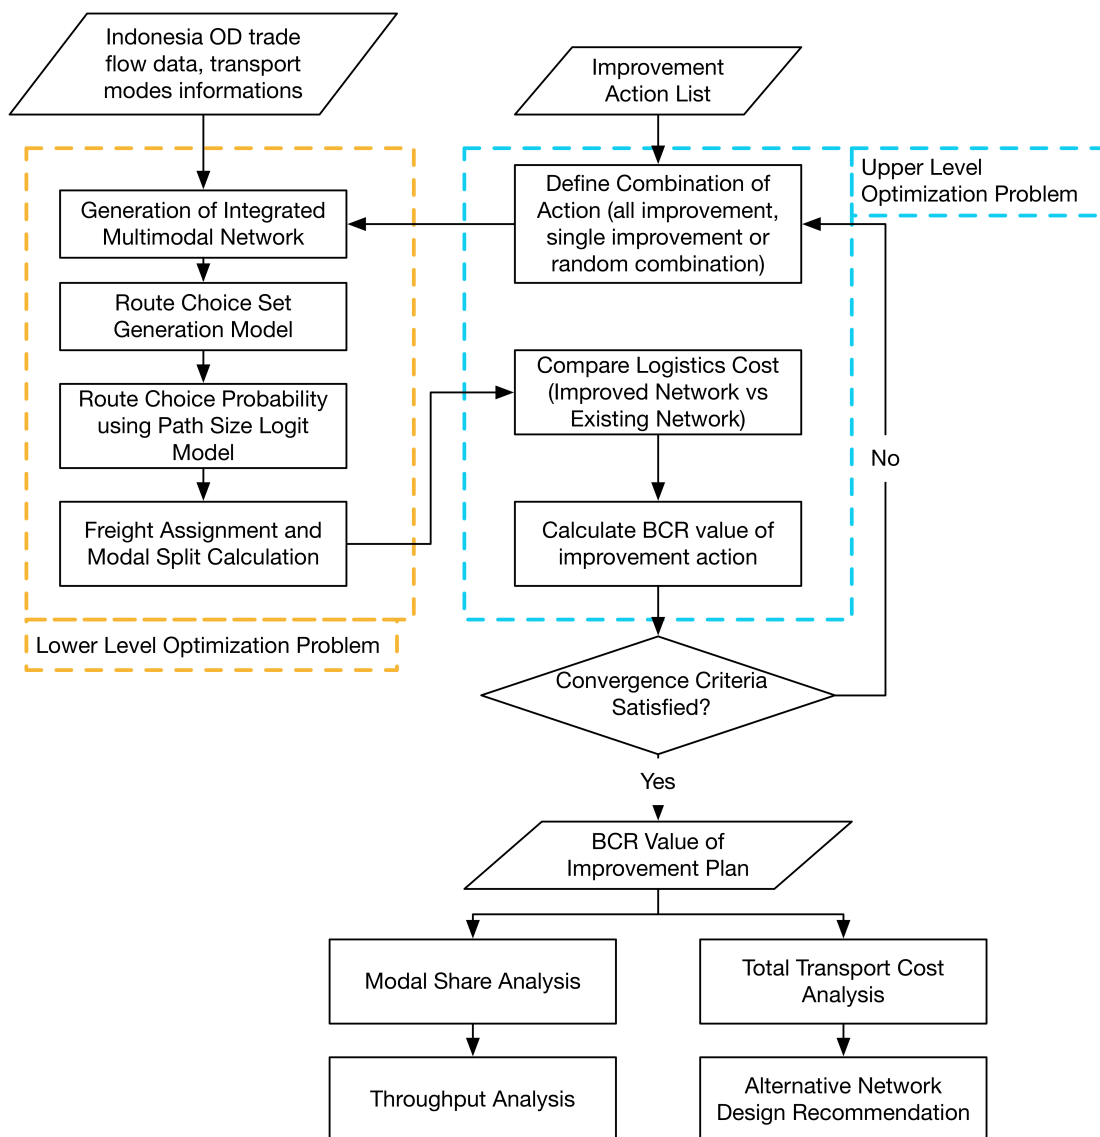 Indonesia OD trade
flow data, transport
modes informations
Improvement
Action List
Upper Level
Optimization Problem
Define Combination of
Action (all improvement,
single improvement or
random combination)
Generation of Integrated
Multimodal Network
Route Choice Set
Generation Model
Route Choice Probability
using Path Size Logit
Model
Freight Assignment and
Modal Split Calculation
Lower Level Optimization Problem
Compare Logistics Cost
(Improved Network vs
Existing Network)
Calculate BCR value of
improvement action
No
Convergence Criteria
Satisfied?
Yes
BCR Value of
Improvement Plan
Modal Share Analysis
Total Transport Cost
Analysis
Throughput Analysis
Alternative Network
Design Recommendation